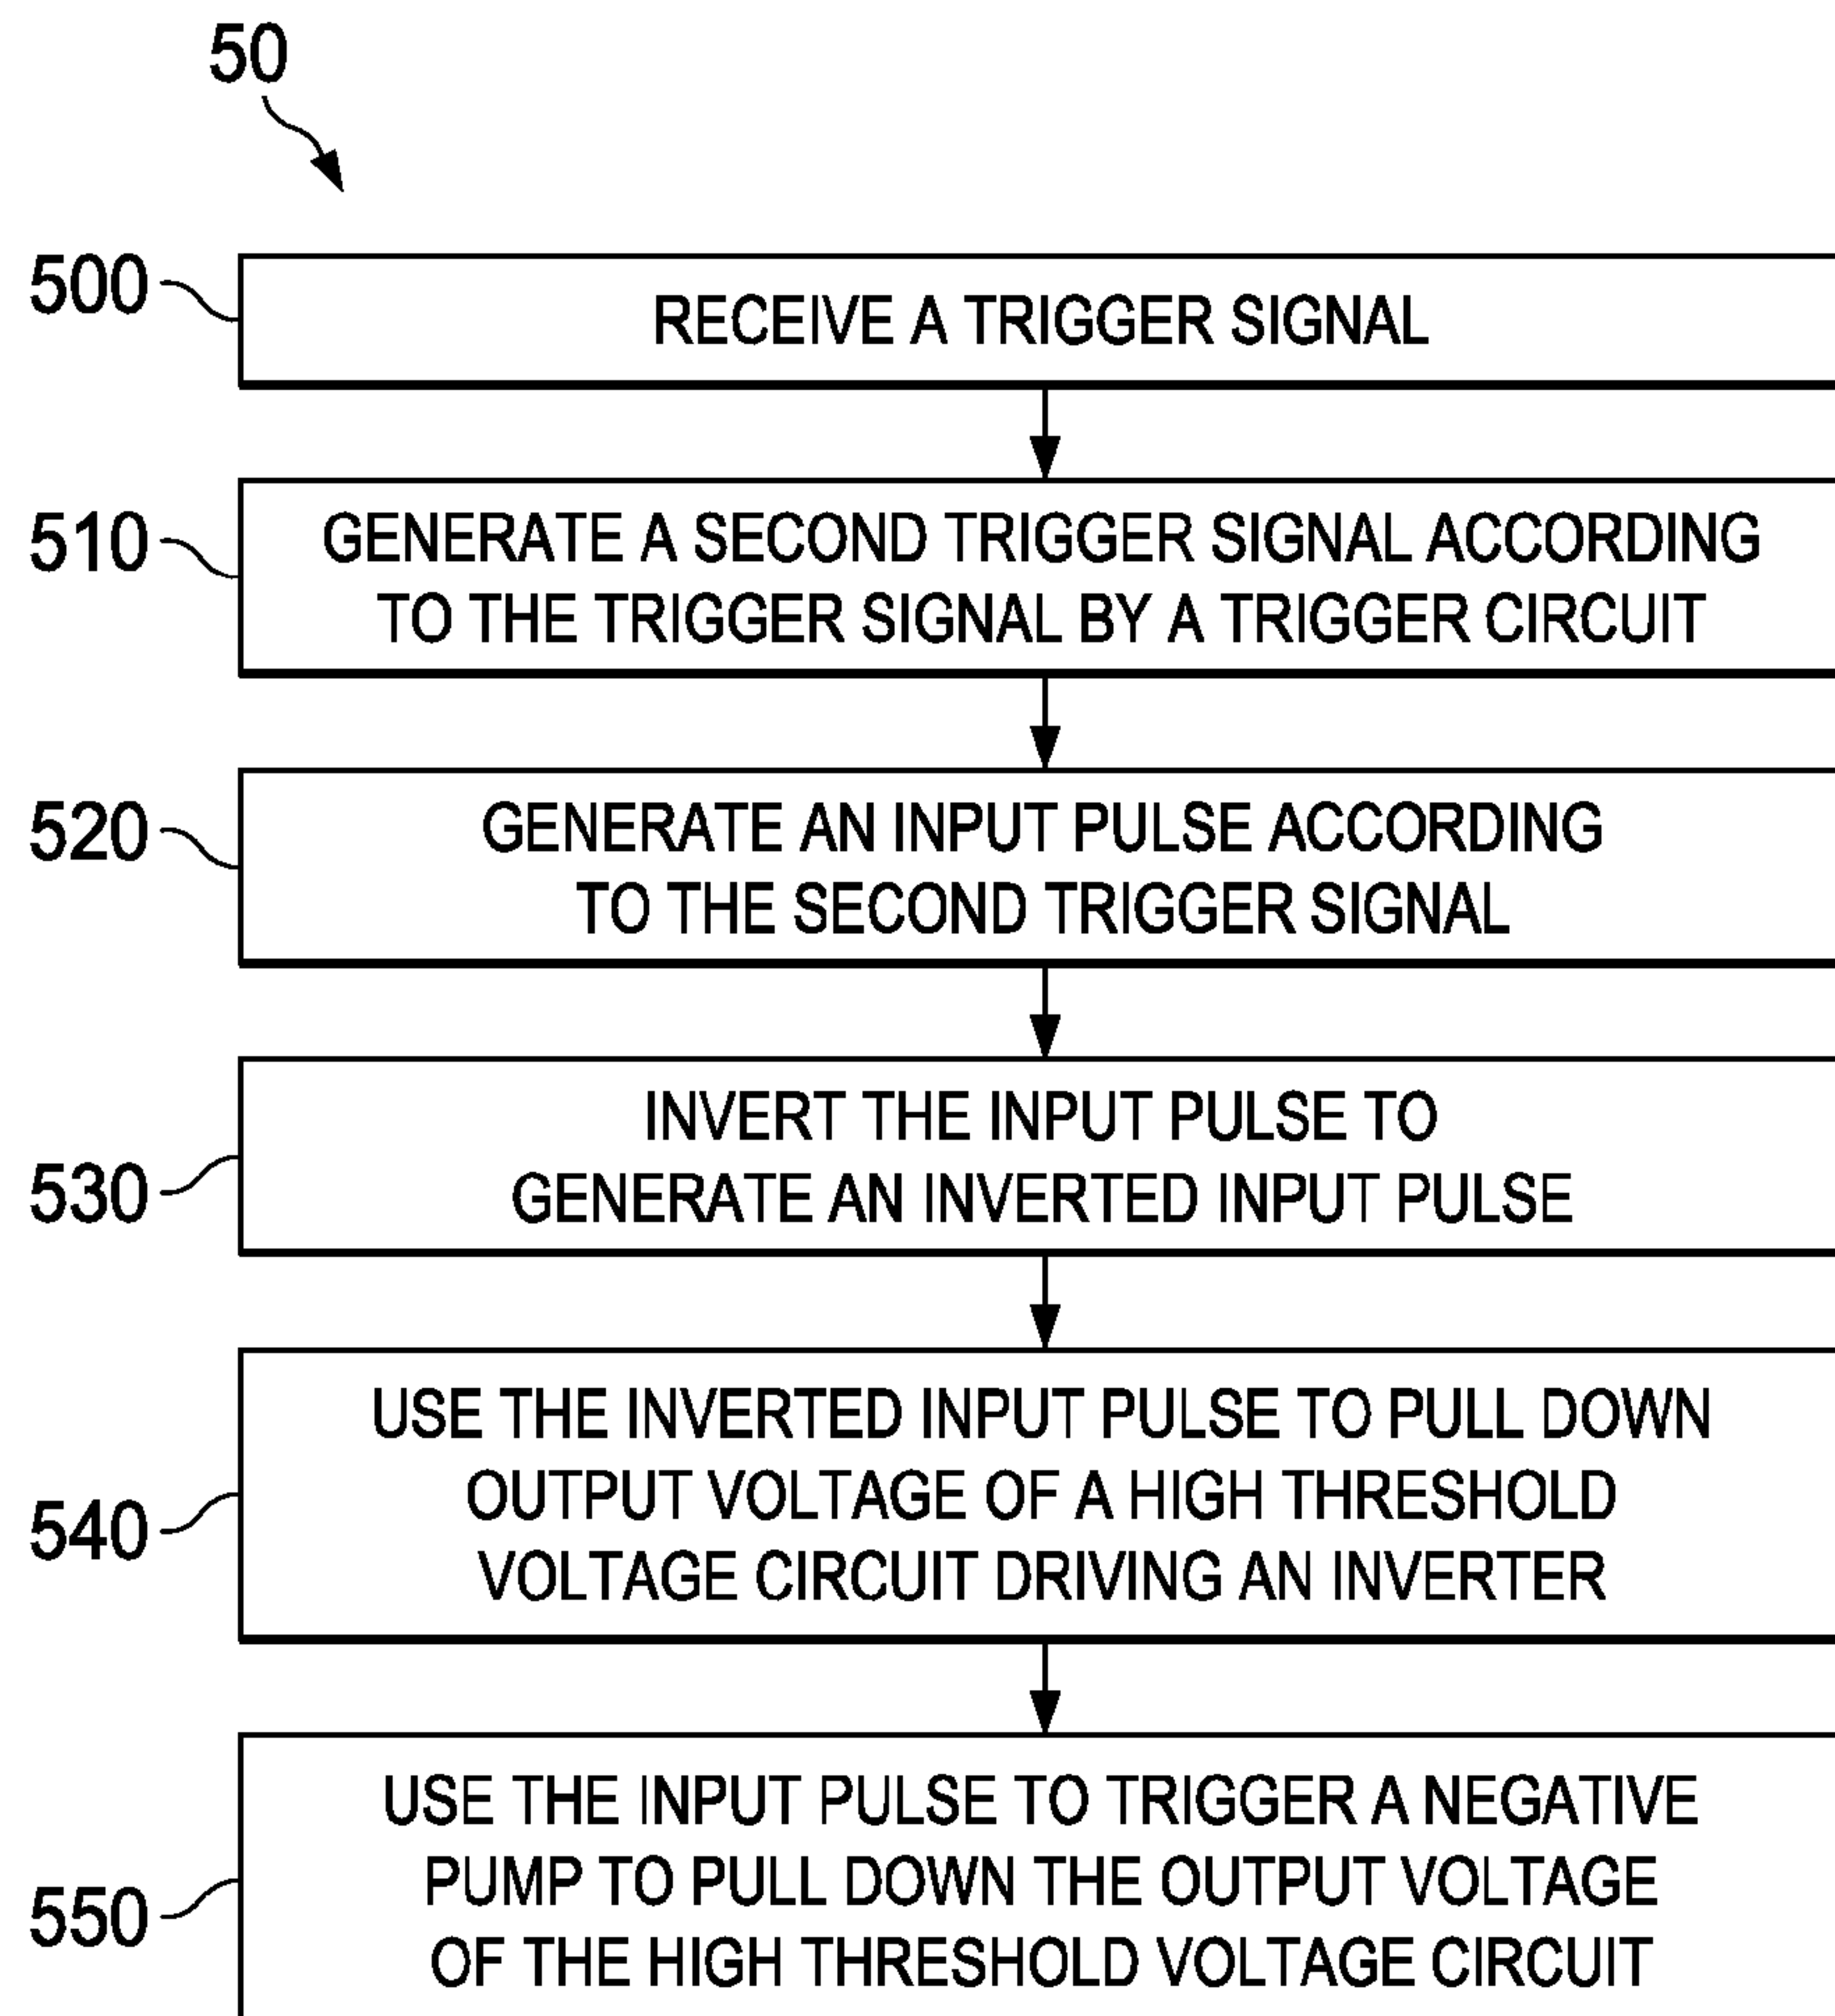 50
500
RECEIVE A TRIGGER SIGNAL
510
GENERATE A SECOND TRIGGER SIGNAL ACCORDING
TO THE TRIGGER SIGNAL BY A TRIGGER CIRCUIT
520
GENERATE AN INPUT PULSE ACCORDING
TO THE SECOND TRIGGER SIGNAL
530
INVERT THE INPUT PULSE TO
GENERATE AN INVERTED INPUT PULSE
540
USE THE INVERTED INPUT PULSE TO PULL DOWN
OUTPUT VOLTAGE OF A HIGH THRESHOLD
VOLTAGE CIRCUIT DRIVING AN INVERTER
550
USE THE INPUT PULSE TO TRIGGER A NEGATIVE
PUMP TO PULL DOWN THE OUTPUT VOLTAGE
OF THE HIGH THRESHOLD VOLTAGE CIRCUIT